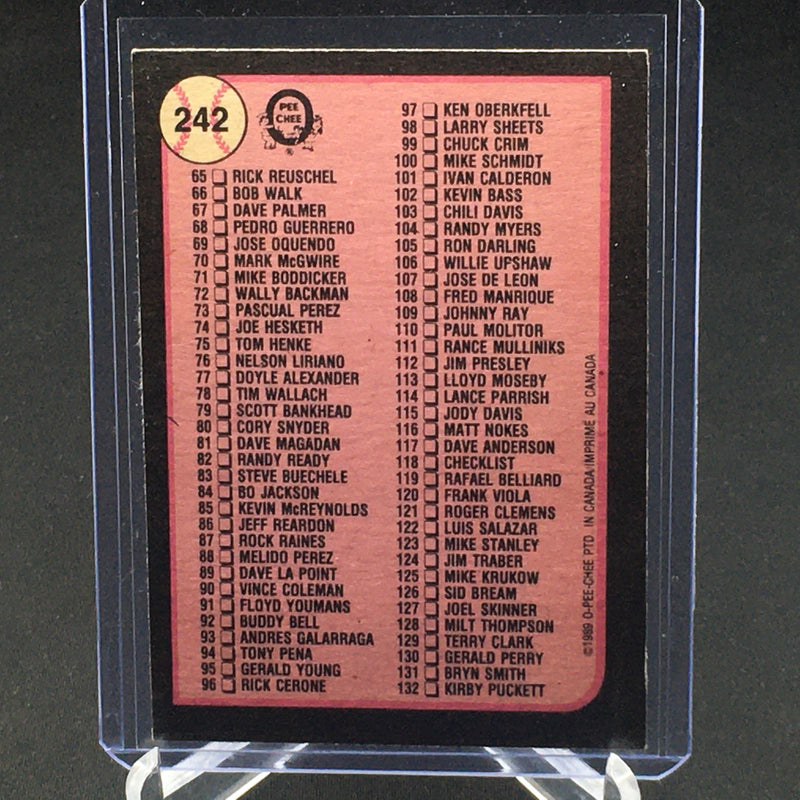 242
O
PEE
CHEE
®
65 RICK REUSCHEL
66 BOB WALK
67 DAVE PALMER
68 PEDRO GUERRERO
69 JOSE OQUENDO
70 MARK McGWIRE
71 MIKE BODDICKER
72 WALLY BACKMAN
73 PASCUAL PEREZ
74 JOE HESKETH
75 TOM HENKE
76 NELSON LIRIANO
77 DOYLE ALEXANDER
78 TIM WALLACH
79 SCOTT BANKHEAD
80 CORY SNYDER
81 DAVE MAGADAN
82 RANDY READY
83 STEVE BUECHELE
84 BO JACKSON
85 KEVIN McREYNOLDS
86 JEFF REARDON
87 ROCK RAINES
88 MELIDO PEREZ
89 DAVE LA POINT
90 VINCE COLEMAN
91 FLOYD YOUMANS
92 BUDDY BELL
93 ANDRES GALARRAGA
94 TONY PENA
95 GERALD YOUNG
96 RICK CERONE
97 KEN OBERKFELL
98 LARRY SHEETS
99 CHUCK CRIM
100 MIKE SCHMIDT
101 IVAN CALDERON
102 KEVIN BASS
103 CHILI DAVIS
104 RANDY MYERS
105 RON DARLING
106 WILLIE UPSHAW
107 JOSE DE LEON
108 FRED MANRIQUE
109 JOHNNY RAY
110 PAUL MOLITOR
111 RANCE MULLINIKS
112 JIM PRESLEY
113 LLOYD MOSEBY
114 LANCE PARRISH
115 JODY DAVIS
116 MATT NOKES
117 DAVE ANDERSON
118 CHECKLIST
119 RAFAEL BELLIARD
120 FRANK VIOLA
121 ROGER CLEMENS
122 LUIS SALAZAR
123 MIKE STANLEY
124 JIM TRABER
125 MIKE KRUKOW
126 SID BREAM
127 JOEL SKINNER
128 MILT THOMPSON
129 TERRY CLARK
130 GERALD PERRY
131 BRYN SMITH
132 KIRBY PUCKETT
©1989 O-PEE-CHEE PTD. IN CANADA/IMPRIME AU CANADA